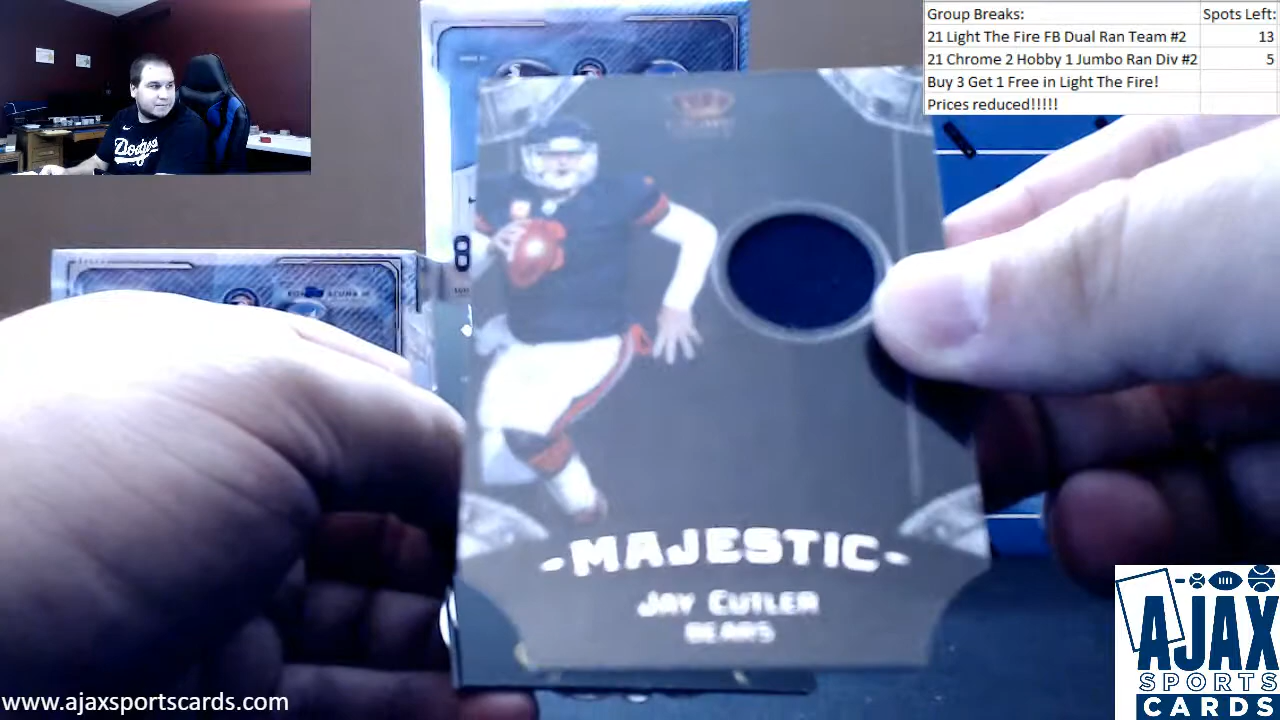 Group Breaks: Spots Left:
21 Light The Fire FB Dual Ran Team #2 13
21 Chrome 2 Hobby 1 Jumbo Ran Div #2 5
Buy 3 Get 1 Free in Light The Fire!
Prices reduced!!!!!
Dodgers
8
-MAJESTIC-
JAY CUTLER
BEARS
AJAX
SPORTS
CARDS
www.ajaxsportscards.com